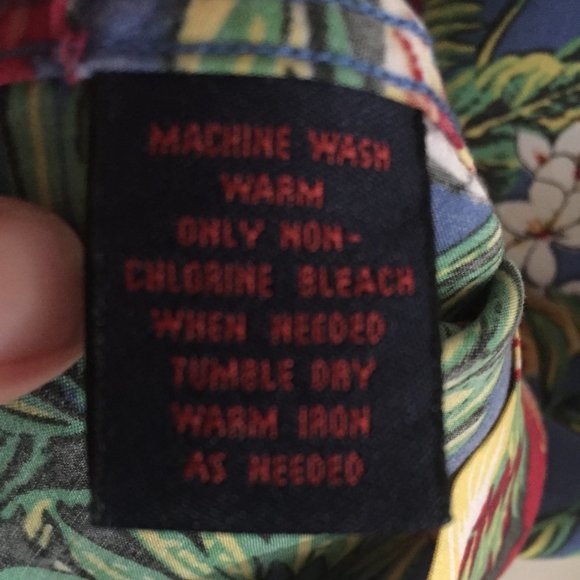 MACHINE WASH
WARM
ONLY NON-
CHLORINE BLEACH
WHEN NEEDED
TUMBLE DRY
WARM IRON
AS NEEDED